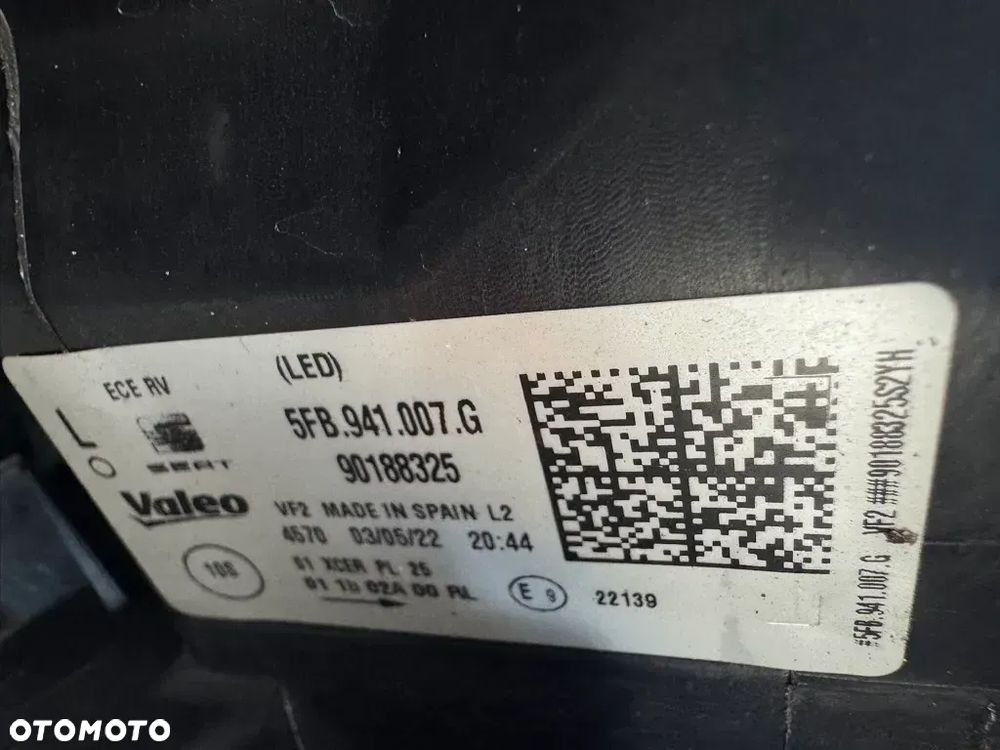 ECE RV
(LED)
L
SEAT
5FB.941.007.G
90188325
Valeo
VF2 MADE IN SPAIN L2
4570 03/05/22 20:44
108
01 XCER PL 25
E 9
22139
#5FB.941.007.G VF2 ###90188325S2YH
OTOMOTO